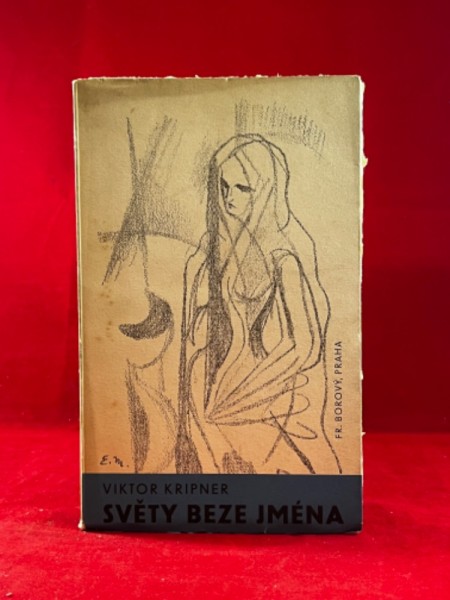 FR. BOROVÝ, PRAHA
E. M.
VIKTOR KRIPNER
SVĚTY BEZE JMÉNA